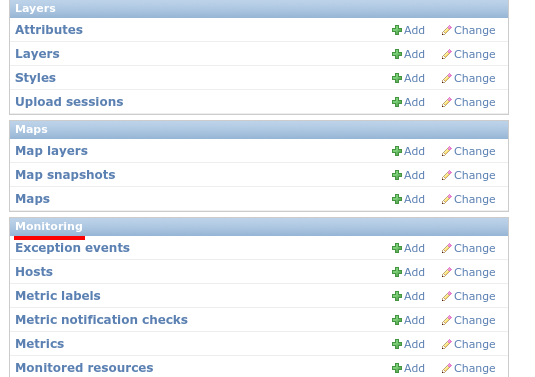 Layers
Attributes Add Change
Layers Add Change
Styles Add Change
Upload sessions Add Change
Maps
Map layers Add Change
Map snapshots Add Change
Maps Add Change
Monitoring
Exception events Add Change
Hosts Add Change
Metric labels Add Change
Metric notification checks Add Change
Metrics Add Change
Monitored resources Add Change